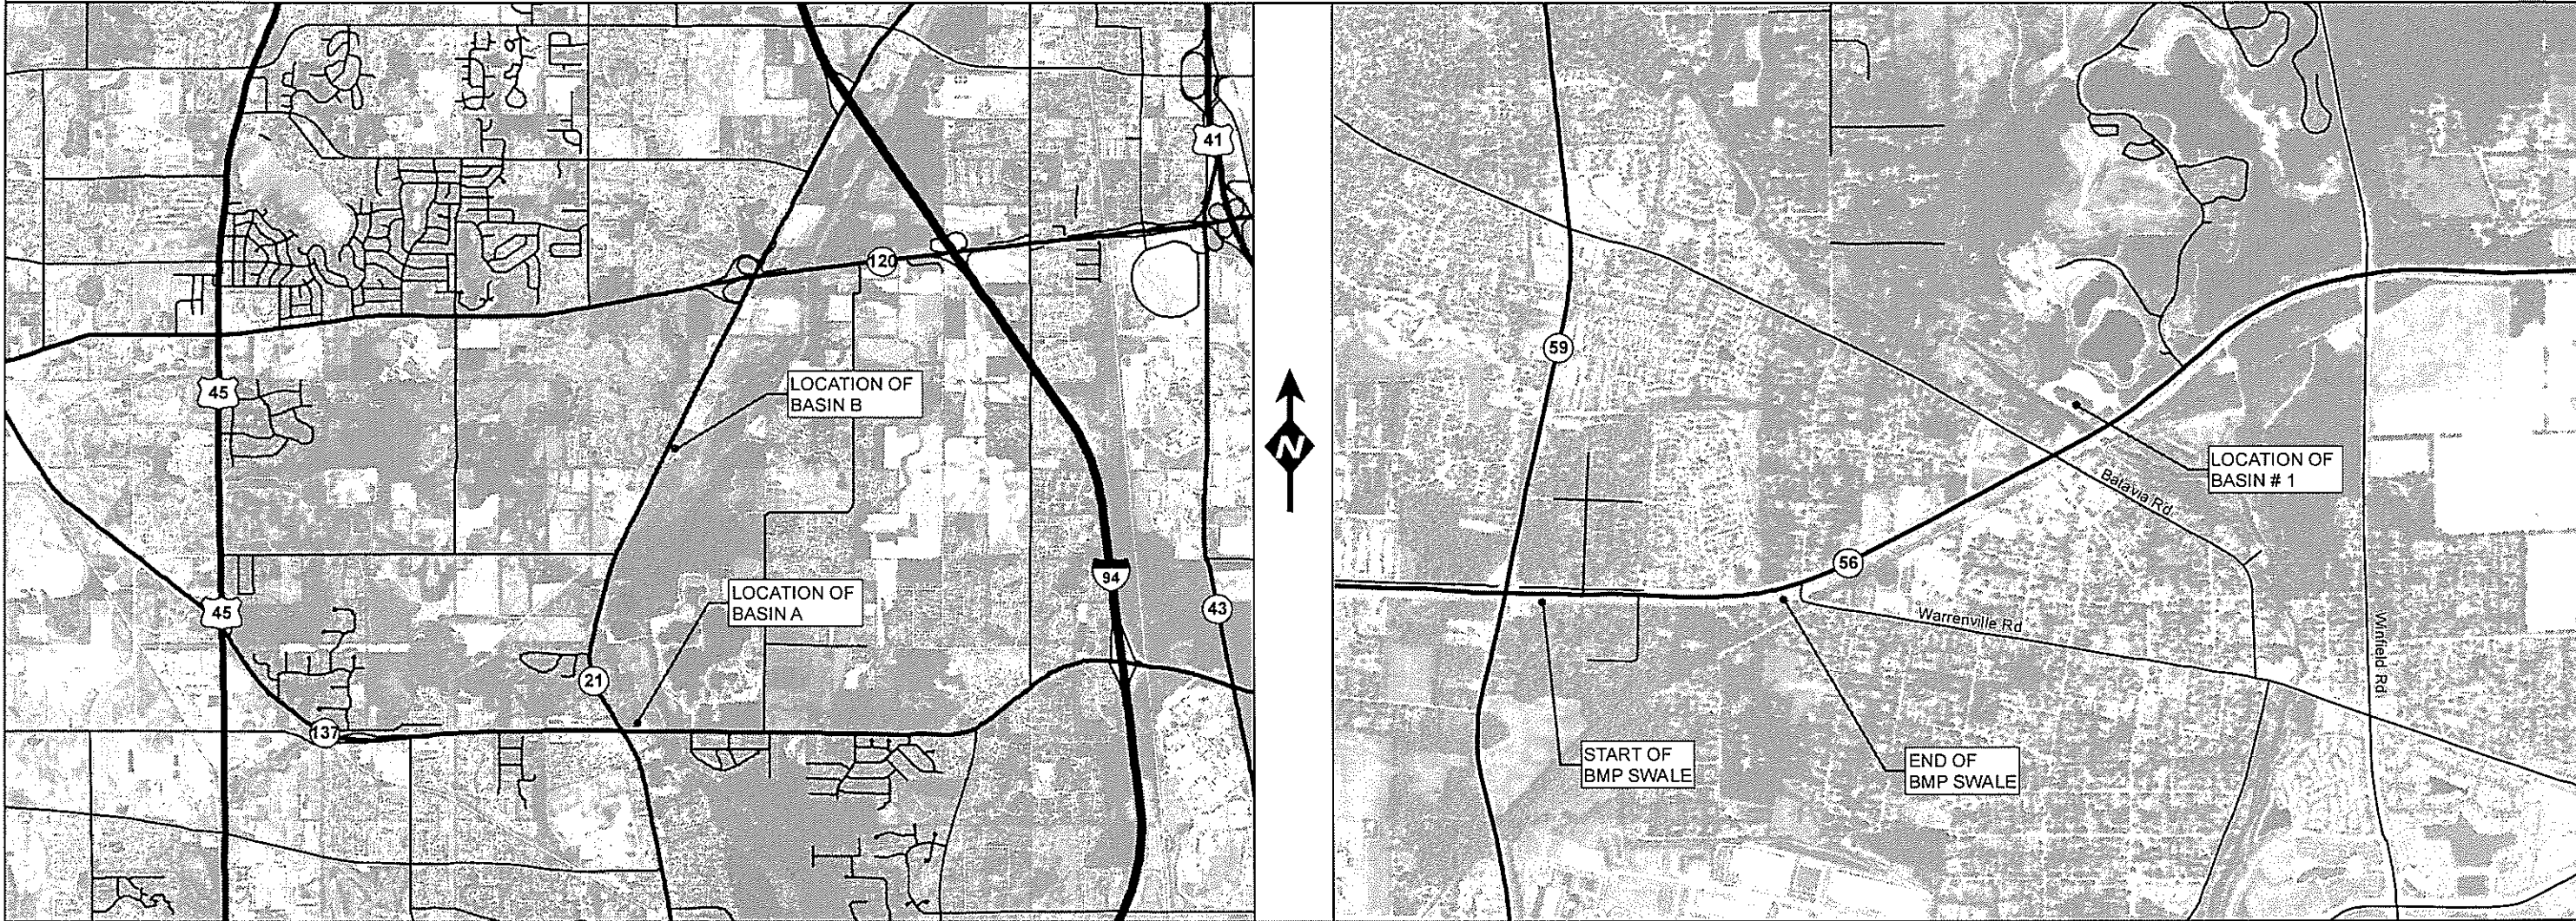 41
120
45
LOCATION OF
BASIN B
94
LOCATION OF
BASIN A
45
43
21
137
N
59
LOCATION OF
BASIN # 1
Batavia Rd
56
Warrenville Rd
Winfield Rd
START OF
BMP SWALE
END OF
BMP SWALE